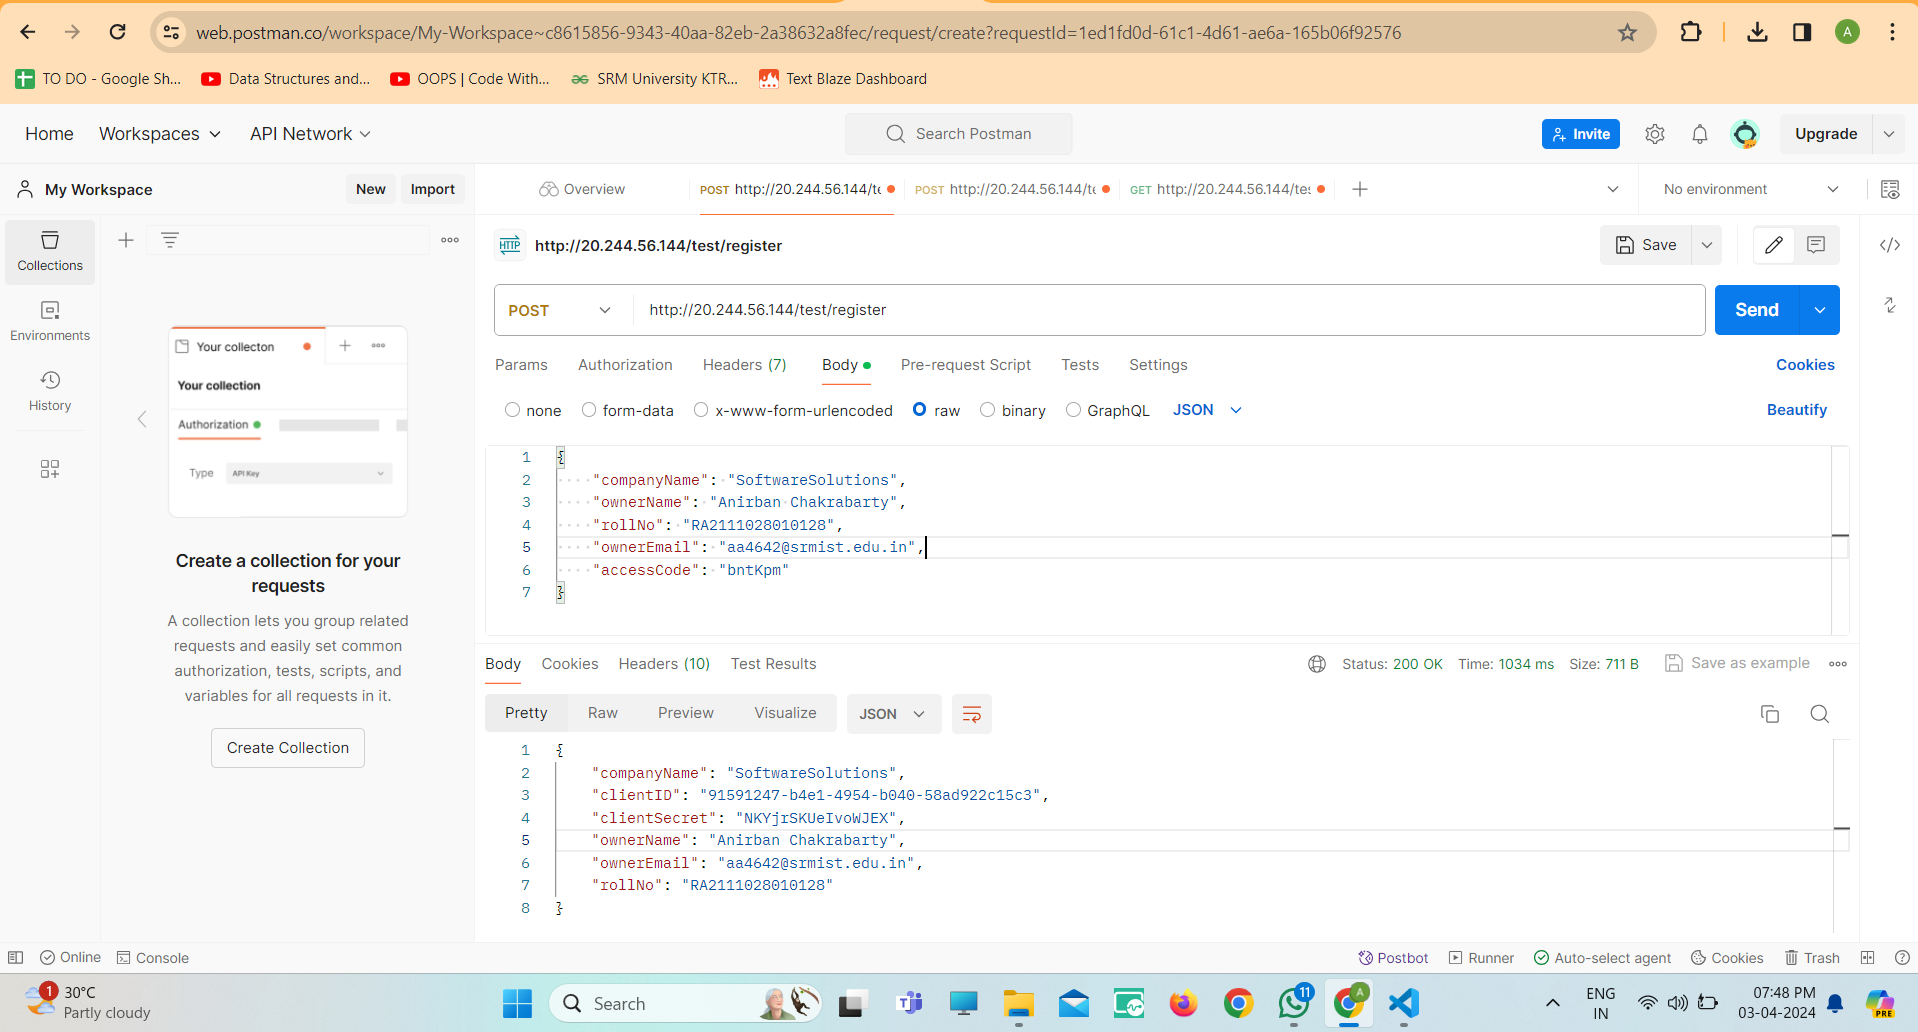 web.postman.co/workspace/My-Workspace~c8615856-9343-40aa-82eb-2a38632a8fec/request/create?requestId=1ed1fd0d-61c1-4d61-ae6a-165b06f92576
A
TO DO - Google Sh...
Data Structures and...
OOPS | Code With...
SRM University KTR...
Text Blaze Dashboard
Home
Workspaces
API Network
Search Postman
Invite
Upgrade
My Workspace
New
Import
Overview
POST http://20.244.56.144/te
POST http://20.244.56.144/te
GET http://20.244.56.144/tes
No environment
Collections
Environments
History
Your collecton
Your collection
Authorization
Type
API Key
Create a collection for your
requests
A collection lets you group related
requests and easily set common
authorization, tests, scripts, and
variables for all requests in it.
Create Collection
HTTP
http://20.244.56.144/test/register
Save
</>
POST
http://20.244.56.144/test/register
Send
Params
Authorization
Headers (7)
Body
Pre-request Script
Tests
Settings
Cookies
none
form-data
x-www-form-urlencoded
raw
binary
GraphQL
JSON
Beautify
1 {
2 "companyName": "SoftwareSolutions",
3 "ownerName": "Anirban Chakrabarty",
4 "rollNo": "RA2111028010128",
5 "ownerEmail": "aa4642@srmist.edu.in",
6 "accessCode": "bntKpm"
7 }
Body
Cookies
Headers (10)
Test Results
Status: 200 OK
Time: 1034 ms
Size: 711 B
Save as example
Pretty
Raw
Preview
Visualize
JSON
1 {
2 "companyName": "SoftwareSolutions",
3 "clientID": "91591247-b4e1-4954-b040-58ad922c15c3",
4 "clientSecret": "NKYjrSKUeIvoWJEX",
5 "ownerName": "Anirban Chakrabarty",
6 "ownerEmail": "aa4642@srmist.edu.in",
7 "rollNo": "RA2111028010128"
8 }
Online
Console
Postbot
Runner
Auto-select agent
Cookies
Trash
1
30°C
Partly cloudy
Search
11
A
ENG
IN
07:48 PM
03-04-2024
PRE